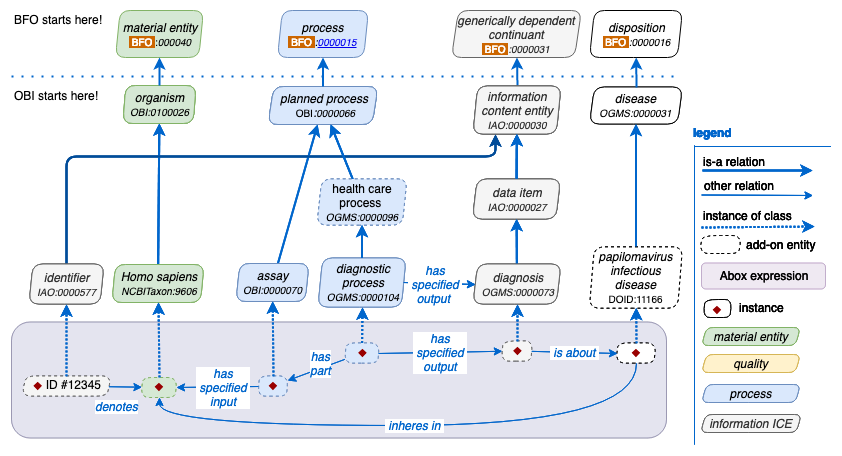 BFO starts here!
material entity
BFO:000040
process
BFO:0000015
generically dependent
continuant
BFO:0000031
disposition
BFO:0000016
OBI starts here!
organism
OBI:0100026
planned process
OBI:0000066
information
content entity
IAO:0000030
disease
OGMS:0000031
legend
is-a relation
other relation
instance of class
add-on entity
Abox expression
instance
material entity
quality
process
information ICE
health care
process
OGMS:0000096
data item
IAO:0000027
identifier
IAO:0000577
Homo sapiens
NCBITaxon:9606
assay
OBI:0000070
diagnostic
process
OGMS:0000104
has
specified
output
diagnosis
OGMS:0000073
papilomavirus
infectious
disease
DOID:11166
ID #12345
denotes
has
specified
input
has
part
has
specified
output
is about
inheres in